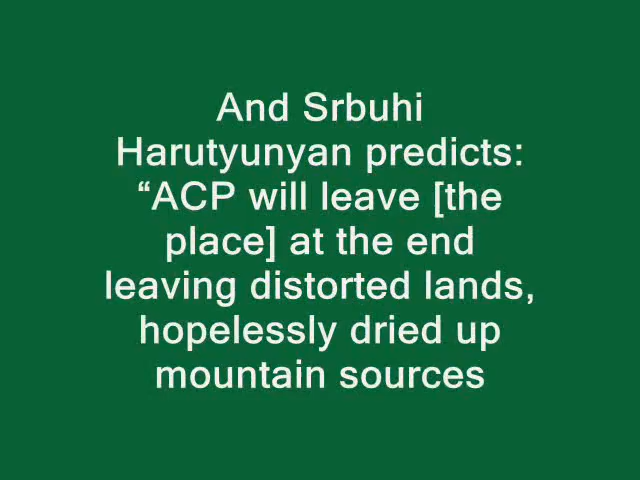 And Srbuhi
Harutyunyan predicts:
“ACP will leave [the
place] at the end
leaving distorted lands,
hopelessly dried up
mountain sources